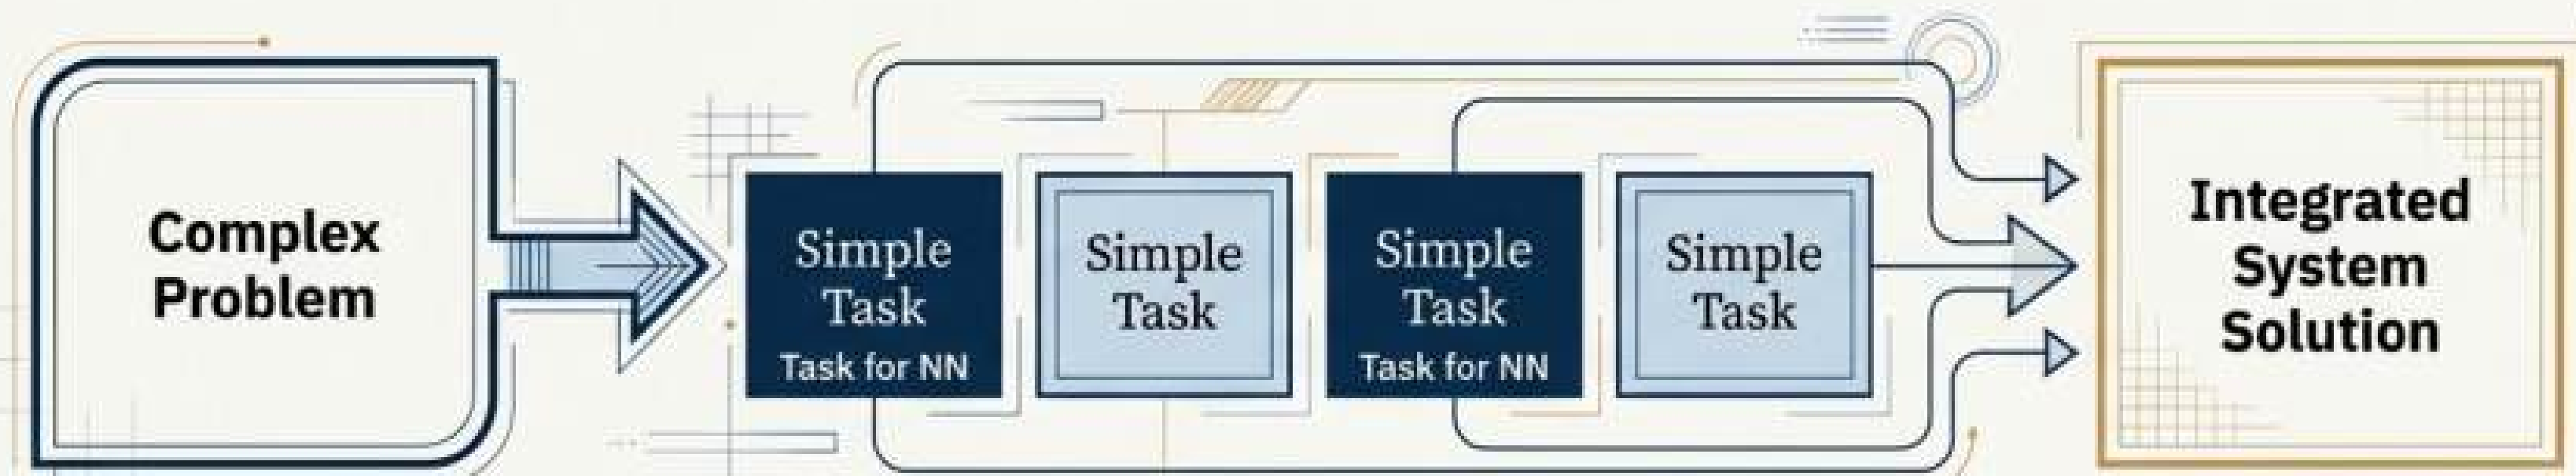 Complex
Problem
Simple
Task
Task for NN
Simple
Task
Simple
Task
Task for NN
Simple
Task
Integrated
System
Solution